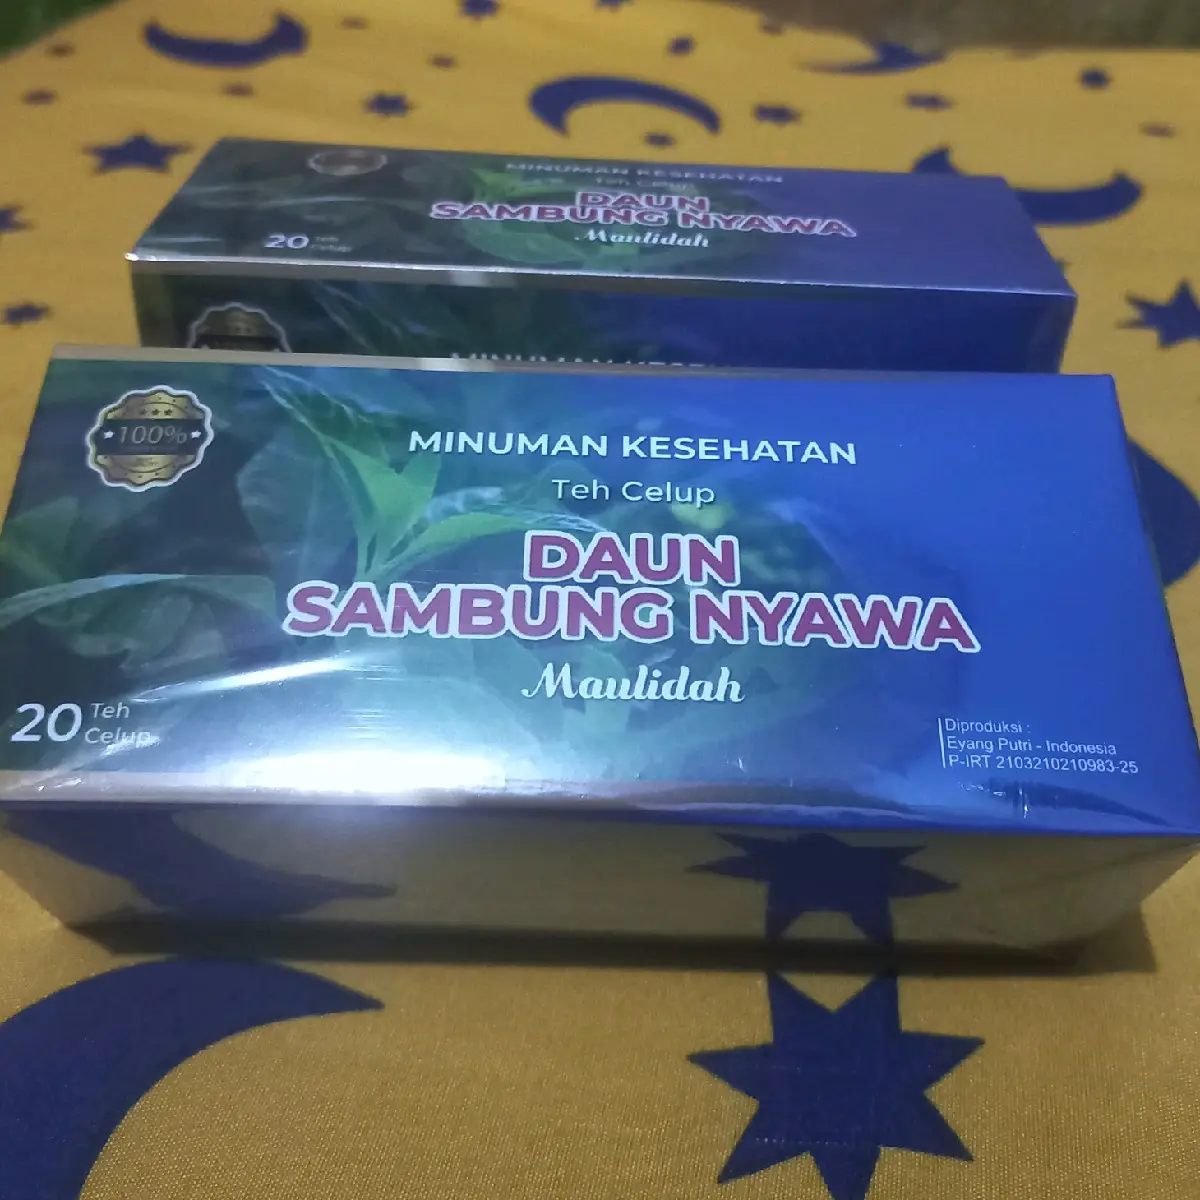 MINUMAN KESEHATAN
Teh Celup
DAUN
SAMBUNG NYAWA
Maulidah
20 Teh
Celup
MINUMAN
100%
MINUMAN KESEHATAN
Teh Celup
DAUN
SAMBUNG NYAWA
Maulidah
20 Teh
Celup
Diproduksi :
Eyang Putri - Indonesia
P-IRT 2103210210983-25